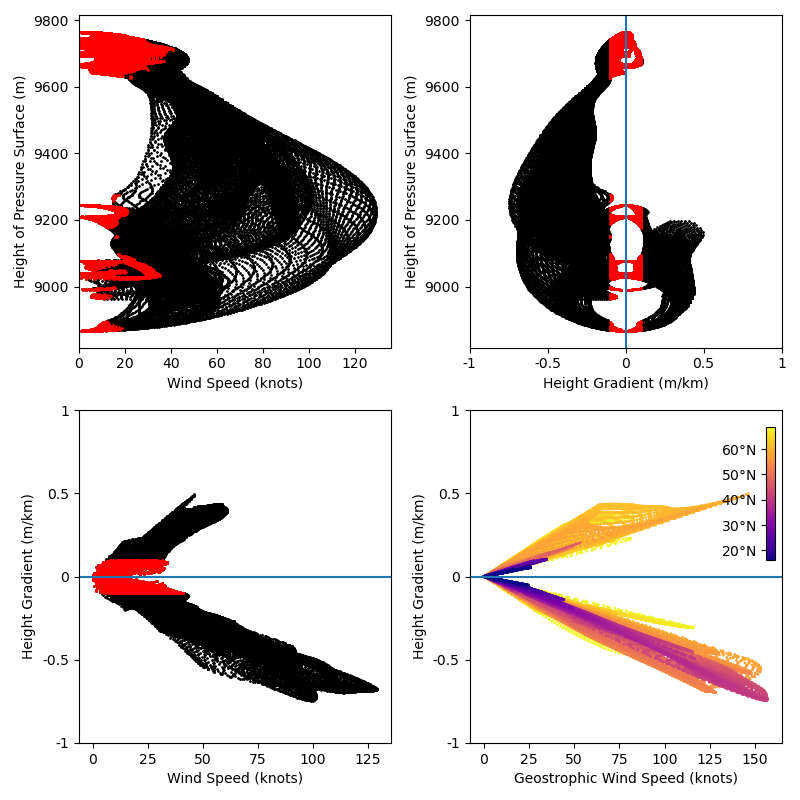 9800
9600
9400
9200
9000
Height of Pressure Surface (m)
0 20 40 60 80 100 120
Wind Speed (knots)
9800
9600
9400
9200
9000
Height of Pressure Surface (m)
-1 -0.5 0 0.5 1
Height Gradient (m/km)
1
0.5
0
-0.5
-1
Height Gradient (m/km)
0 25 50 75 100 125
Wind Speed (knots)
1
0.5
0
-0.5
-1
Height Gradient (m/km)
60°N
50°N
40°N
30°N
20°N
0 25 50 75 100 125 150
Geostrophic Wind Speed (knots)